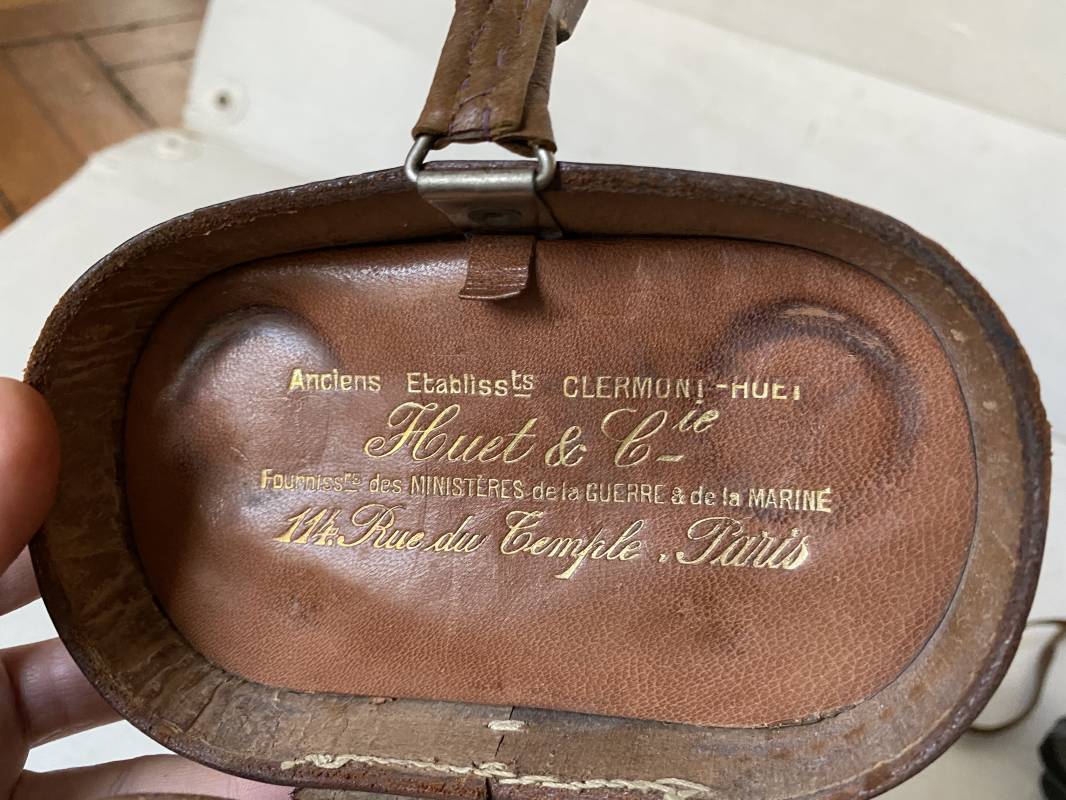 Anciens Etablissts CLERMONT-HUET
Huet & Cie
Fournissrs des MINISTÈRES de la GUERRE & de la MARINE
114, Rue du Temple, Paris